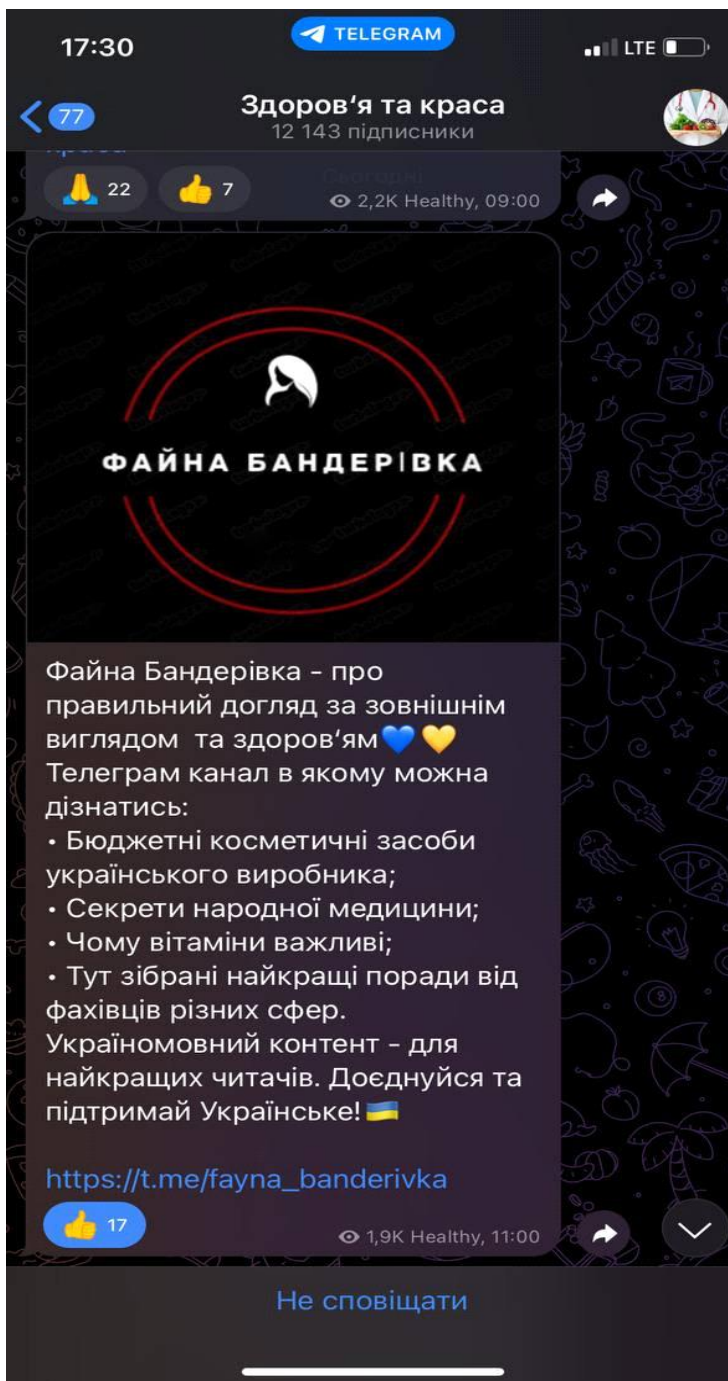 17:30
TELEGRAM
LTE
77
Здоров'я та краса
12 143 підписники
22
7
2,2K Healthy, 09:00
ФАЙНА БАНДЕРІВКА
Файна Бандерівка – про
правильний догляд за зовнішнім
виглядом та здоров'ям💙💛
Телеграм канал в якому можна
дізнатись:
• Бюджетні косметичні засоби
українського виробника;
• Секрети народної медицини;
• Чому вітаміни важливі;
• Тут зібрані найкращі поради від
фахівців різних сфер.
Україномовний контент – для
найкращих читачів. Доєднуйся та
підтримай Українське!🇺🇦
https://t.me/fayna_banderivka
17
1,9K Healthy, 11:00
Не сповіщати